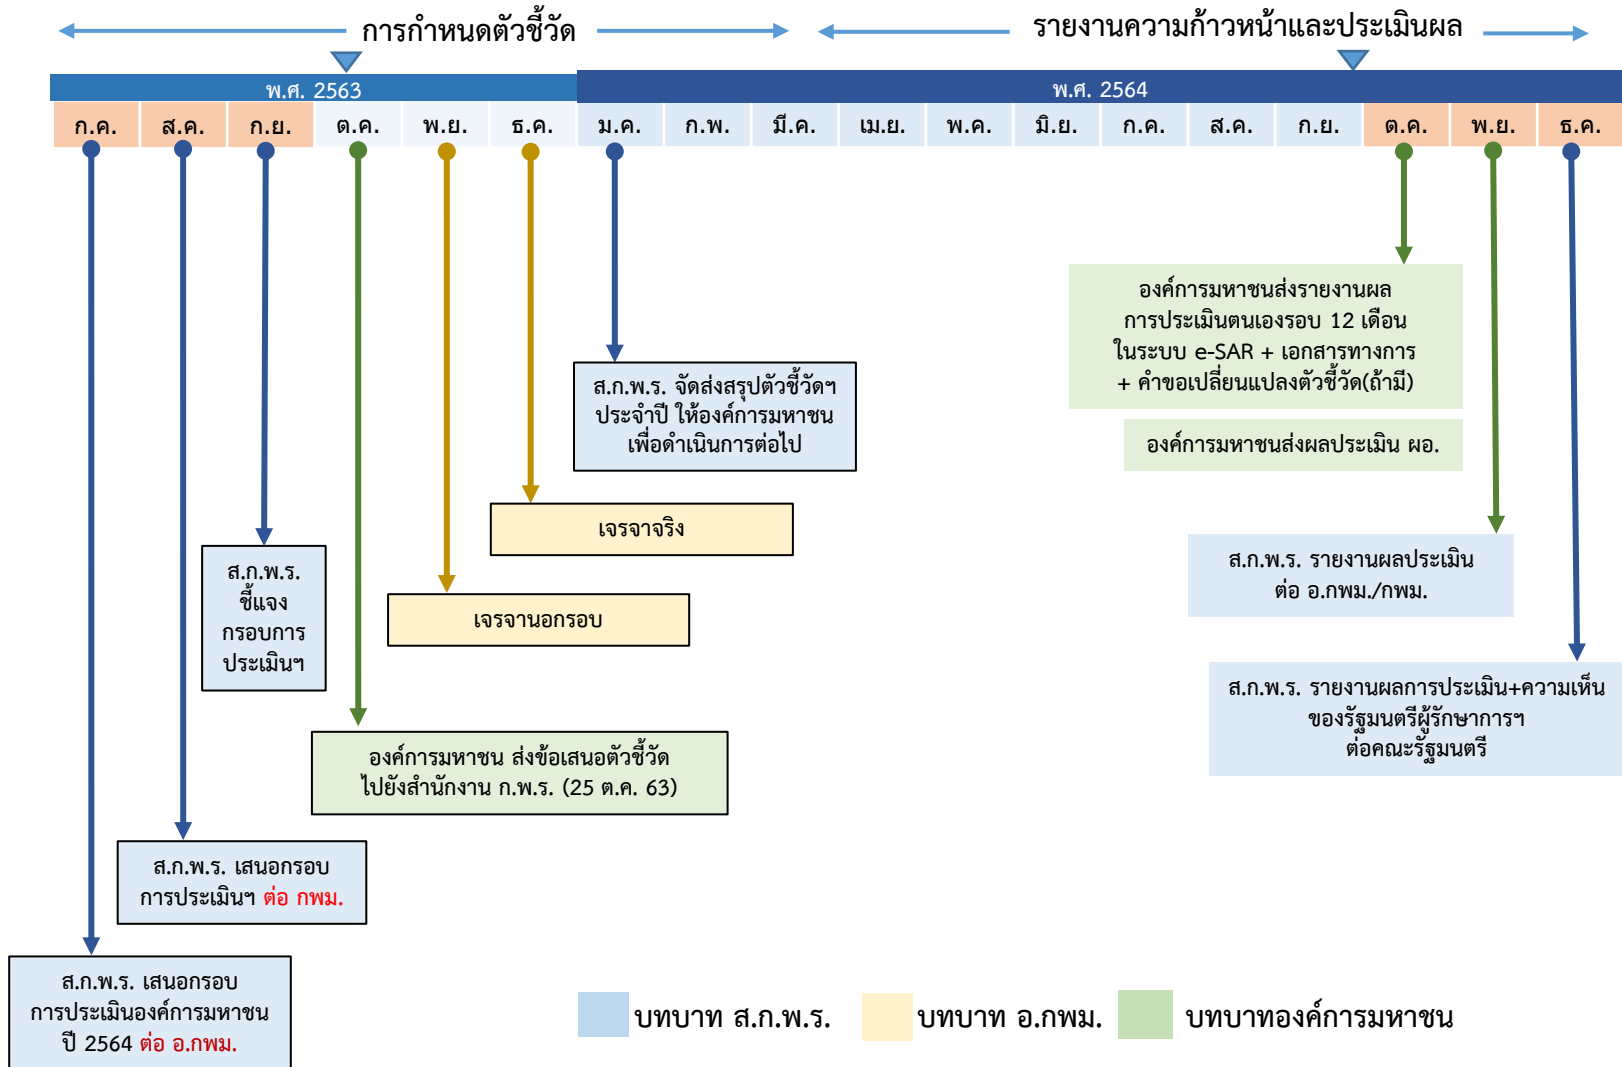 การกำหนดตัวชี้วัด
รายงานความก้าวหน้าและประเมินผล
พ.ศ. 2563
พ.ศ. 2564
ก.ค.
ส.ค.
ก.ย.
ต.ค.
พ.ย.
ธ.ค.
ม.ค.
ก.พ.
มี.ค.
เม.ย.
พ.ค.
มิ.ย.
ก.ค.
ส.ค.
ก.ย.
ต.ค.
พ.ย.
ธ.ค.
องค์การมหาชนส่งรายงานผล
การประเมินตนเองรอบ 12 เดือน
ในระบบ e-SAR + เอกสารทางการ
+ คำขอเปลี่ยนแปลงตัวชี้วัด(ถ้ามี)
องค์การมหาชนส่งผลประเมิน ผอ.
ส.ก.พ.ร. จัดส่งสรุปตัวชี้วัดฯ
ประจำปี ให้องค์การมหาชน
เพื่อดำเนินการต่อไป
เจรจาจริง
ส.ก.พ.ร. รายงานผลประเมิน
ต่อ อ.กพม./กพม.
ส.ก.พ.ร.
ชี้แจง
กรอบการ
ประเมินฯ
เจรจานอกรอบ
ส.ก.พ.ร. รายงานผลการประเมิน+ความเห็น
ของรัฐมนตรีผู้รักษาการฯ
ต่อคณะรัฐมนตรี
องค์การมหาชน ส่งข้อเสนอตัวชี้วัด
ไปยังสำนักงาน ก.พ.ร. (25 ต.ค. 63)
ส.ก.พ.ร. เสนอกรอบ
การประเมินฯ ต่อ กพม.
ส.ก.พ.ร. เสนอกรอบ
การประเมินองค์การมหาชน
ปี 2564 ต่อ อ.กพม.
บทบาท ส.ก.พ.ร.
บทบาท อ.กพม.
บทบาทองค์การมหาชน